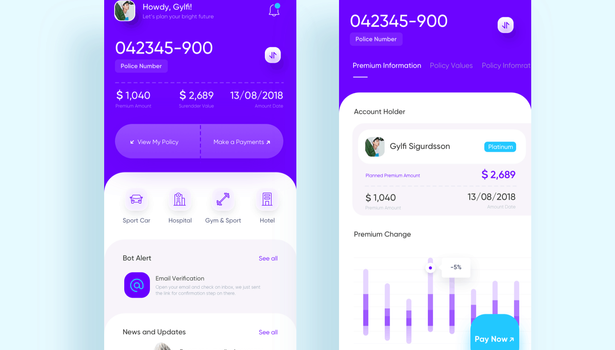 Howdy, Gylfi!
Let's plan your bright future
042345-900
Police Number
$ 1,040
$ 2,689
13/08/2018
Premium Amount
Surrender Value
Amount Date
View My Policy
Make a Payments
Sport Car
Hospital
Gym & Sport
Hotel
Bot Alert
See all
Email Verification
Open your email and check on inbox, we just sent
the link for confirmation step on there.
News and Updates
See all
042345-900
Police Number
Premium Information
Policy Values
Policy Informat
Account Holder
Gylfi Sigurdsson
Platinum
Planned Premium Amount
$ 2,689
$ 1,040
13/08/2018
Premium Amount
Amount Date
Premium Change
-5%
Pay Now